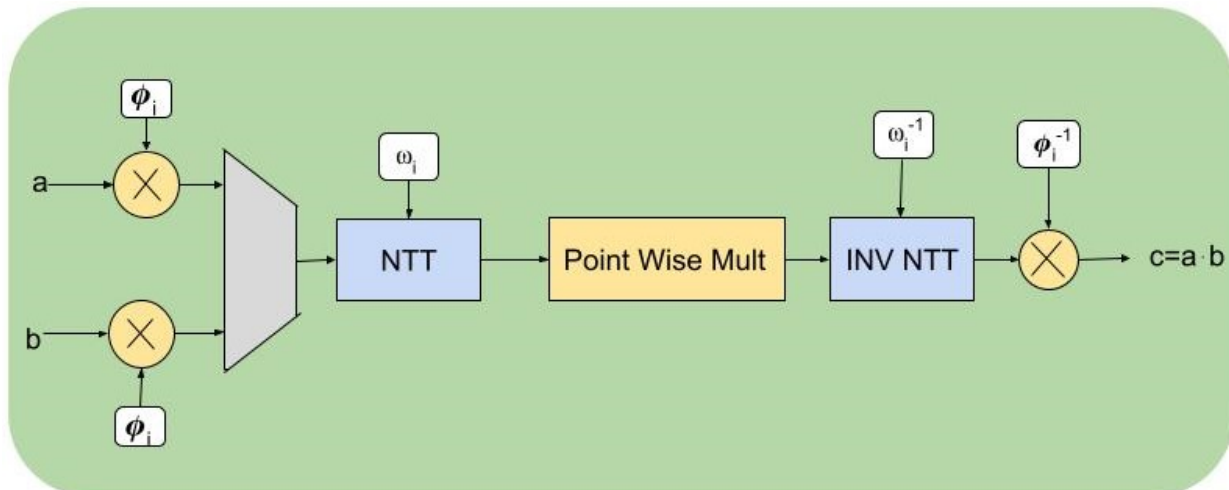 ϕᵢ
a
b
ϕᵢ
ωᵢ
NTT
Point Wise Mult
ωᵢ⁻¹
INV NTT
ϕᵢ⁻¹
c=a·b